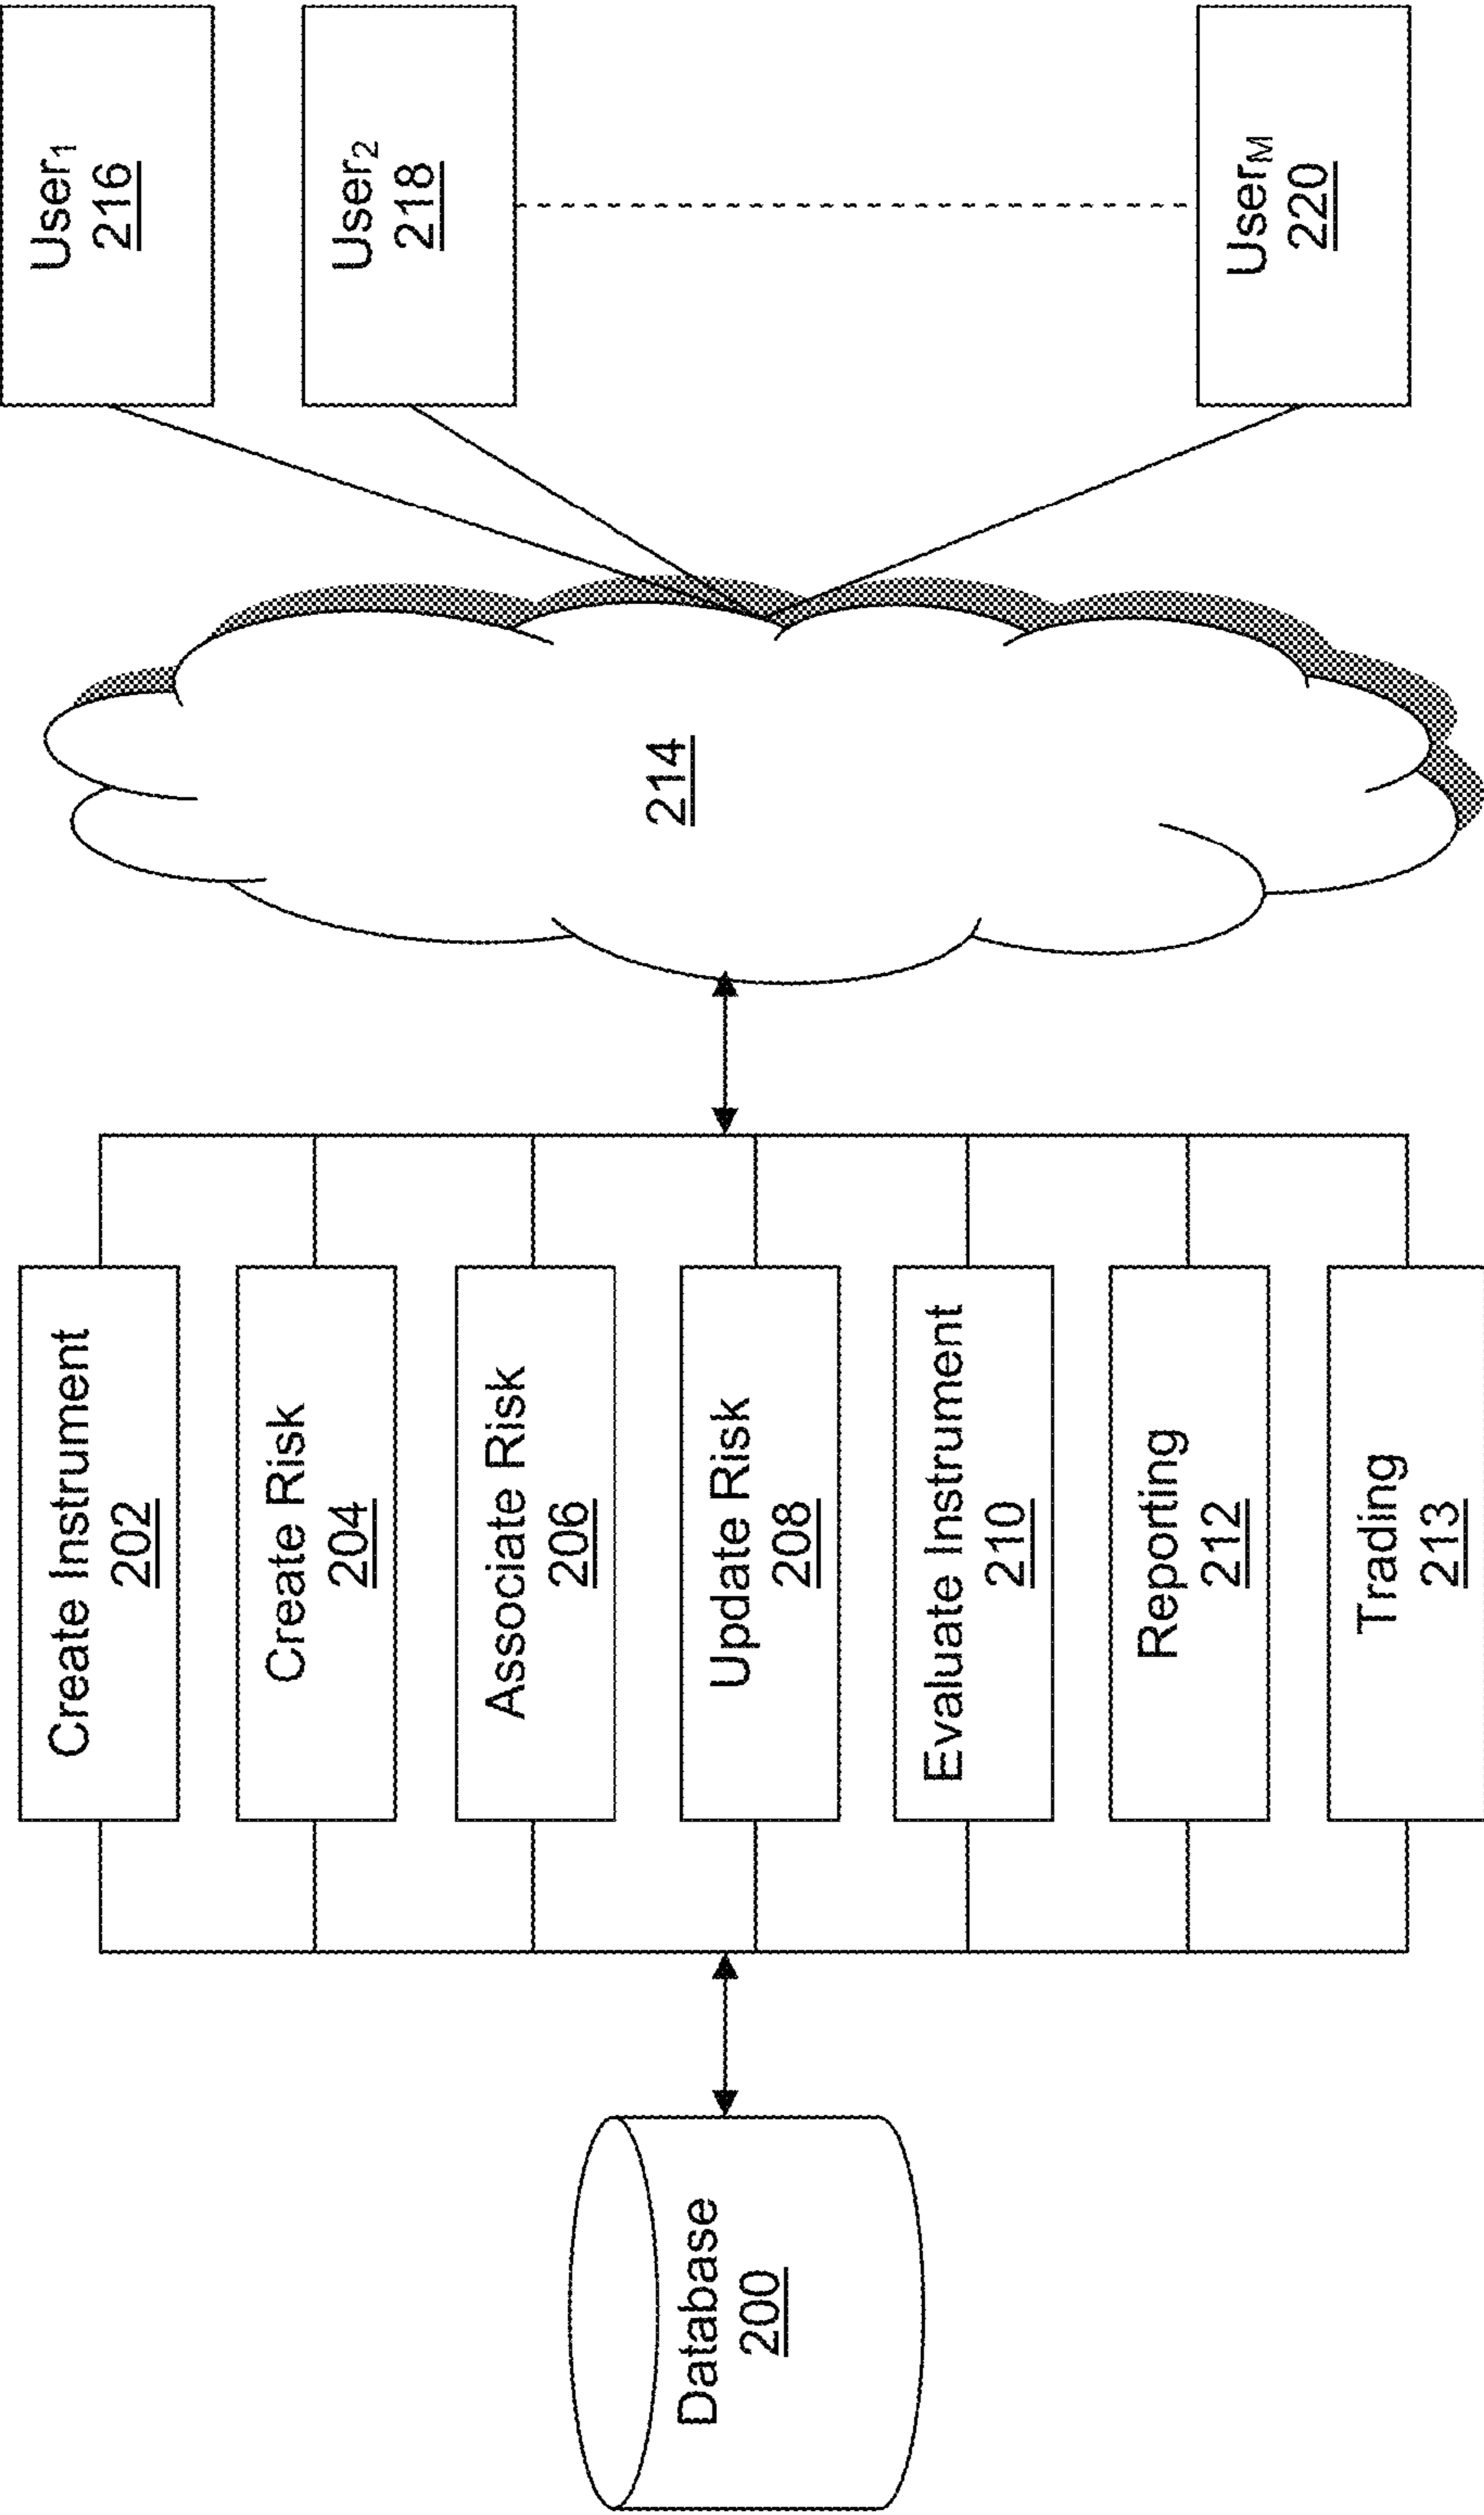 Database
200
Create Instrument
202
Create Risk
204
Associate Risk
206
Update Risk
208
Evaluate Instrument
210
Reporting
212
Trading
213
214
User1
216
User2
218
UserM
220